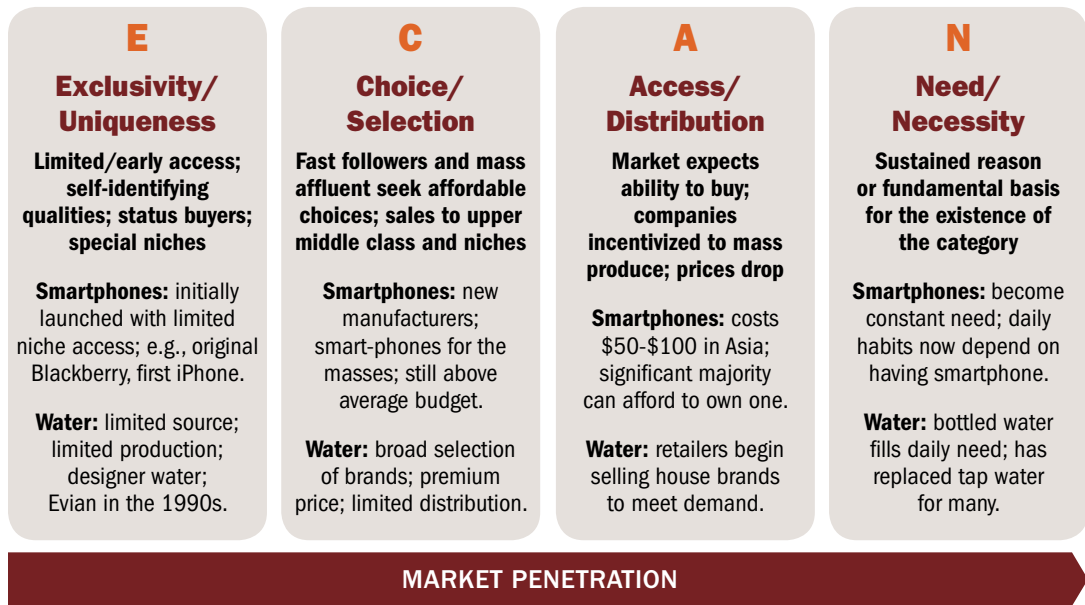 E
Exclusivity/
Uniqueness
Limited/early access;
self-identifying
qualities; status buyers;
special niches
Smartphones: initially
launched with limited
niche access; e.g., original
Blackberry, first iPhone.
Water: limited source;
limited production;
designer water;
Evian in the 1990s.
C
Choice/
Selection
Fast followers and mass
affluent seek affordable
choices; sales to upper
middle class and niches
Smartphones: new
manufacturers;
smart-phones for the
masses; still above
average budget.
Water: broad selection
of brands; premium
price; limited distribution.
A
Access/
Distribution
Market expects
ability to buy;
companies
incentivized to mass
produce; prices drop
Smartphones: costs
$50-$100 in Asia;
significant majority
can afford to own one.
Water: retailers begin
selling house brands
to meet demand.
N
Need/
Necessity
Sustained reason
or fundamental basis
for the existence of
the category
Smartphones: become
constant need; daily
habits now depend on
having smartphone.
Water: bottled water
fills daily need; has
replaced tap water
for many.
MARKET PENETRATION